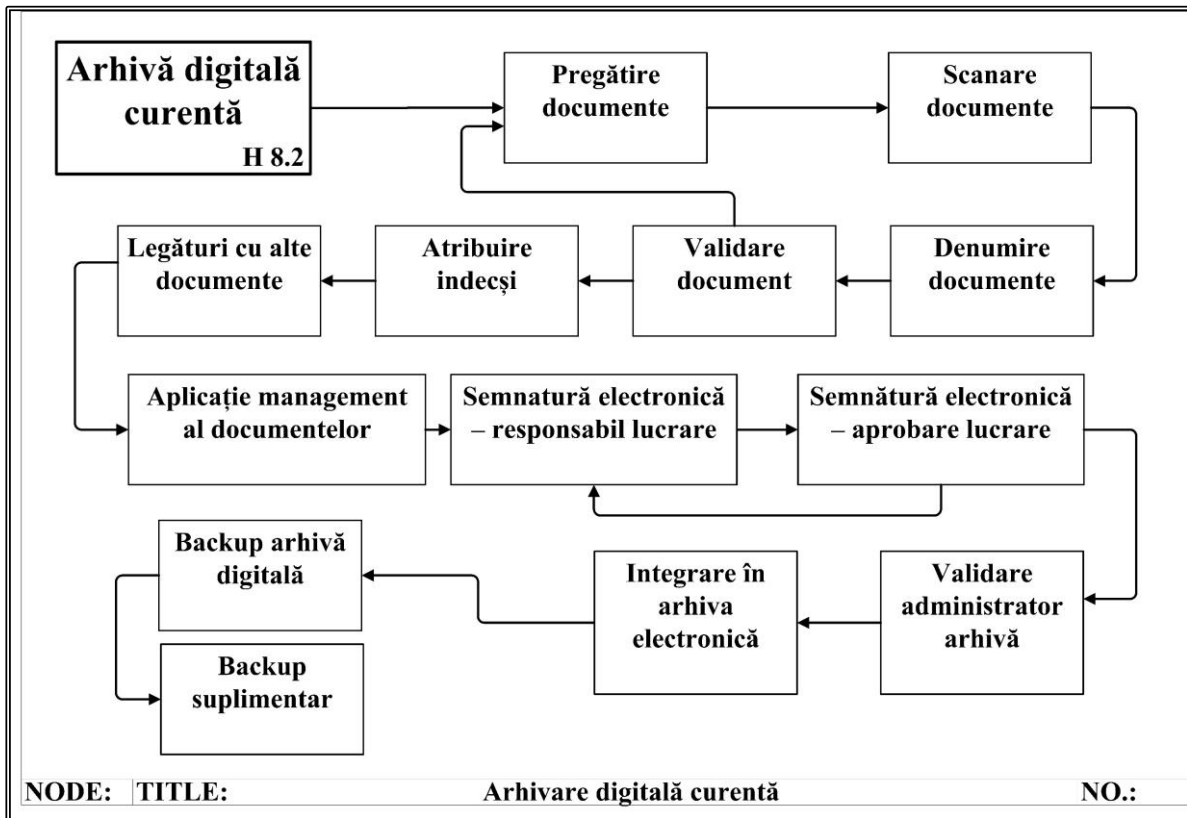 Arhivă digitală
curentă
H 8.2
Pregătire
documente
Scanare
documente
Legături cu alte
documente
Atribuire
indecși
Validare
document
Denumire
documente
Aplicație management
al documentelor
Semnatură electronică
– responsabil lucrare
Semnătură electronică
– aprobare lucrare
Backup arhivă
digitală
Integrare în
arhiva
electronică
Validare
administrator
arhivă
Backup
suplimentar
NODE: TITLE: Arhivare digitală curentă NO.: